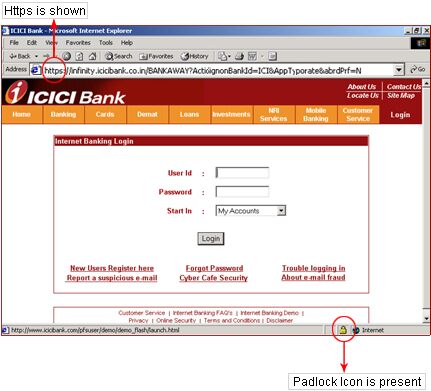 Https is shown
ICICI Bank - Microsoft Internet Explorer
File Edit View Favorites Tools Help
Back Search Favorites History
Address https://infinity.icicibank.co.in/BANKAWAY?Action=ignonBankId=ICI&AppTyporate&abrdPrf=N Go
About Us Contact Us
Locate Us Site Map
ICICI Bank
Home Banking Cards Demat Loans Investments NRI Services Mobile Banking Customer Service Login
Internet Banking Login
User Id :
Password :
Start In : My Accounts
Login
New Users Register here Forgot Password Trouble logging in
Report a suspicious e-mail Cyber Cafe Security About e-mail fraud
Customer Service | Internet Banking FAQ's | Internet Banking Demo |
Privacy | Online Security | Terms and Conditions | Disclaimer
http://www.icicibank.com/pfsuser/demo/demo_flash/launch.html Internet
Padlock Icon is present